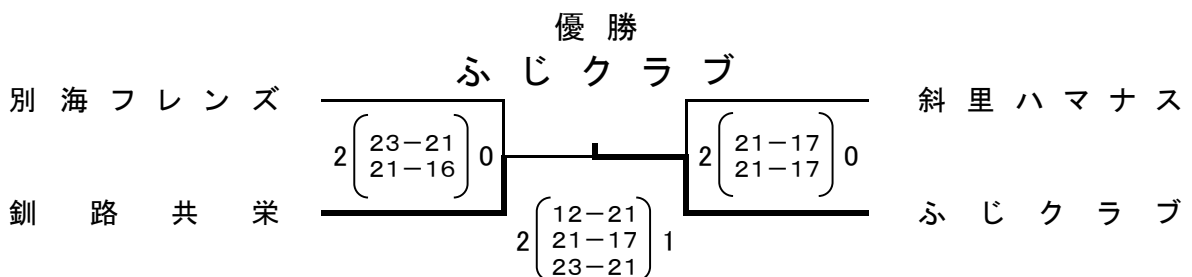 優勝
ふじクラブ
別海フレンズ
斜里ハマナス
2 23－21 0
21－16
2 21－17 0
21－17
釧路共栄
ふじクラブ
12－21
2 21－17 1
23－21